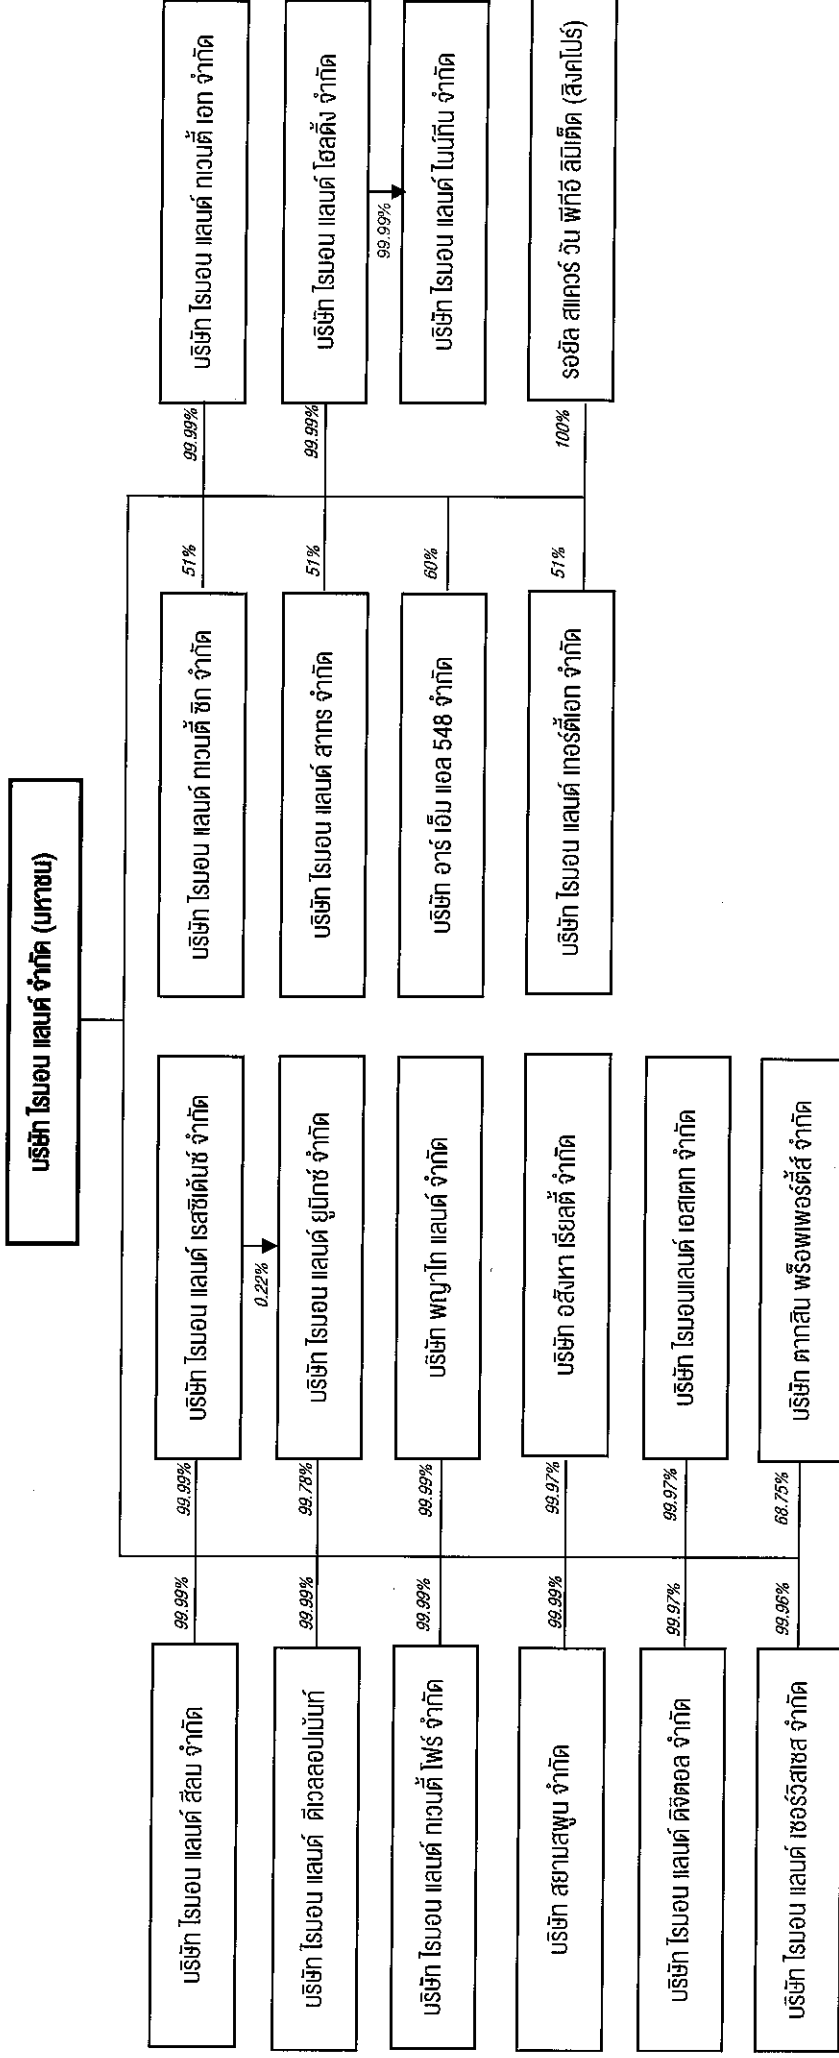 บริษัท ไรมอน แลนด์ จำกัด (มหาชน)
บริษัท ไรมอน แลนด์ สีลม จำกัด
99.99%
99.99%
บริษัท ไรมอน แลนด์ เรสซิเด้นซ์ จำกัด
บริษัท ไรมอน แลนด์ ทเวนตี้ ซิก จำกัด
51%
99.99%
บริษัท ไรมอน แลนด์ ทเวนตี้ เอท จำกัด
0.22%
บริษัท ไรมอน แลนด์ ดีเวลลอปเม้นท์
99.99%
99.78%
บริษัท ไรมอน แลนด์ ยูนิกซ์ จำกัด
บริษัท ไรมอน แลนด์ สาทร จำกัด
51%
99.99%
บริษัท ไรมอน แลนด์ โฮลดิ้ง จำกัด
99.99%
บริษัท ไรมอน แลนด์ ทเวนตี้ โฟร์ จำกัด
99.99%
99.99%
บริษัท พญาไท แลนด์ จำกัด
บริษัท อาร์ เอ็ม แอล 548 จำกัด
60%
บริษัท ไรมอน แลนด์ ไนน์ทีน จำกัด
บริษัท สยามสพูน จำกัด
99.99%
99.97%
บริษัท อสังหา เรียลตี้ จำกัด
บริษัท ไรมอน แลนด์ เทอร์ตี้เอท จำกัด
51%
100%
รอยัล สแควร์ วัน พีทีอี ลิมิเต็ด (สิงคโปร์)
บริษัท ไรมอน แลนด์ ดิจิตอล จำกัด
99.97%
99.97%
บริษัท ไรมอนแลนด์ เอสเตท จำกัด
บริษัท ไรมอน แลนด์ เซอร์วิสเซส จำกัด
99.96%
68.75%
บริษัท ตากสิน พร็อพเพอร์ตี้ส์ จำกัด